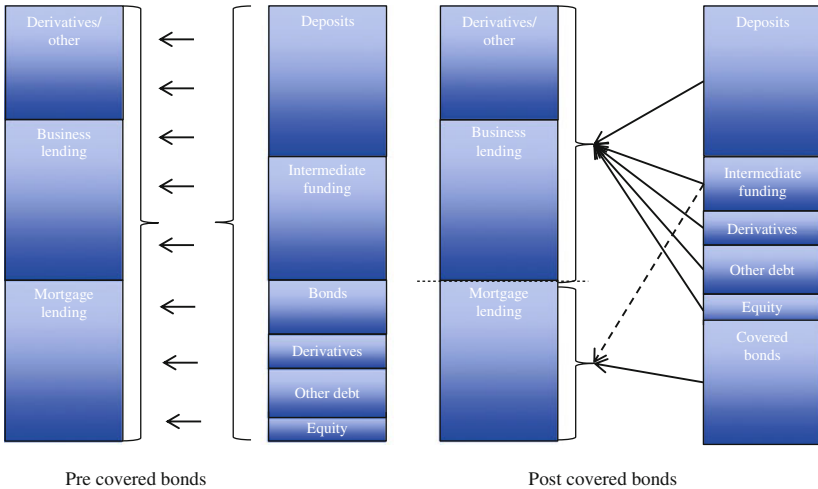 Derivatives/
other
Business
lending
Mortgage
lending
Deposits
Intermediate
funding
Bonds
Derivatives
Other debt
Equity
Pre covered bonds
Derivatives/
other
Business
lending
Mortgage
lending
Deposits
Intermediate
funding
Derivatives
Other debt
Equity
Covered
bonds
Post covered bonds